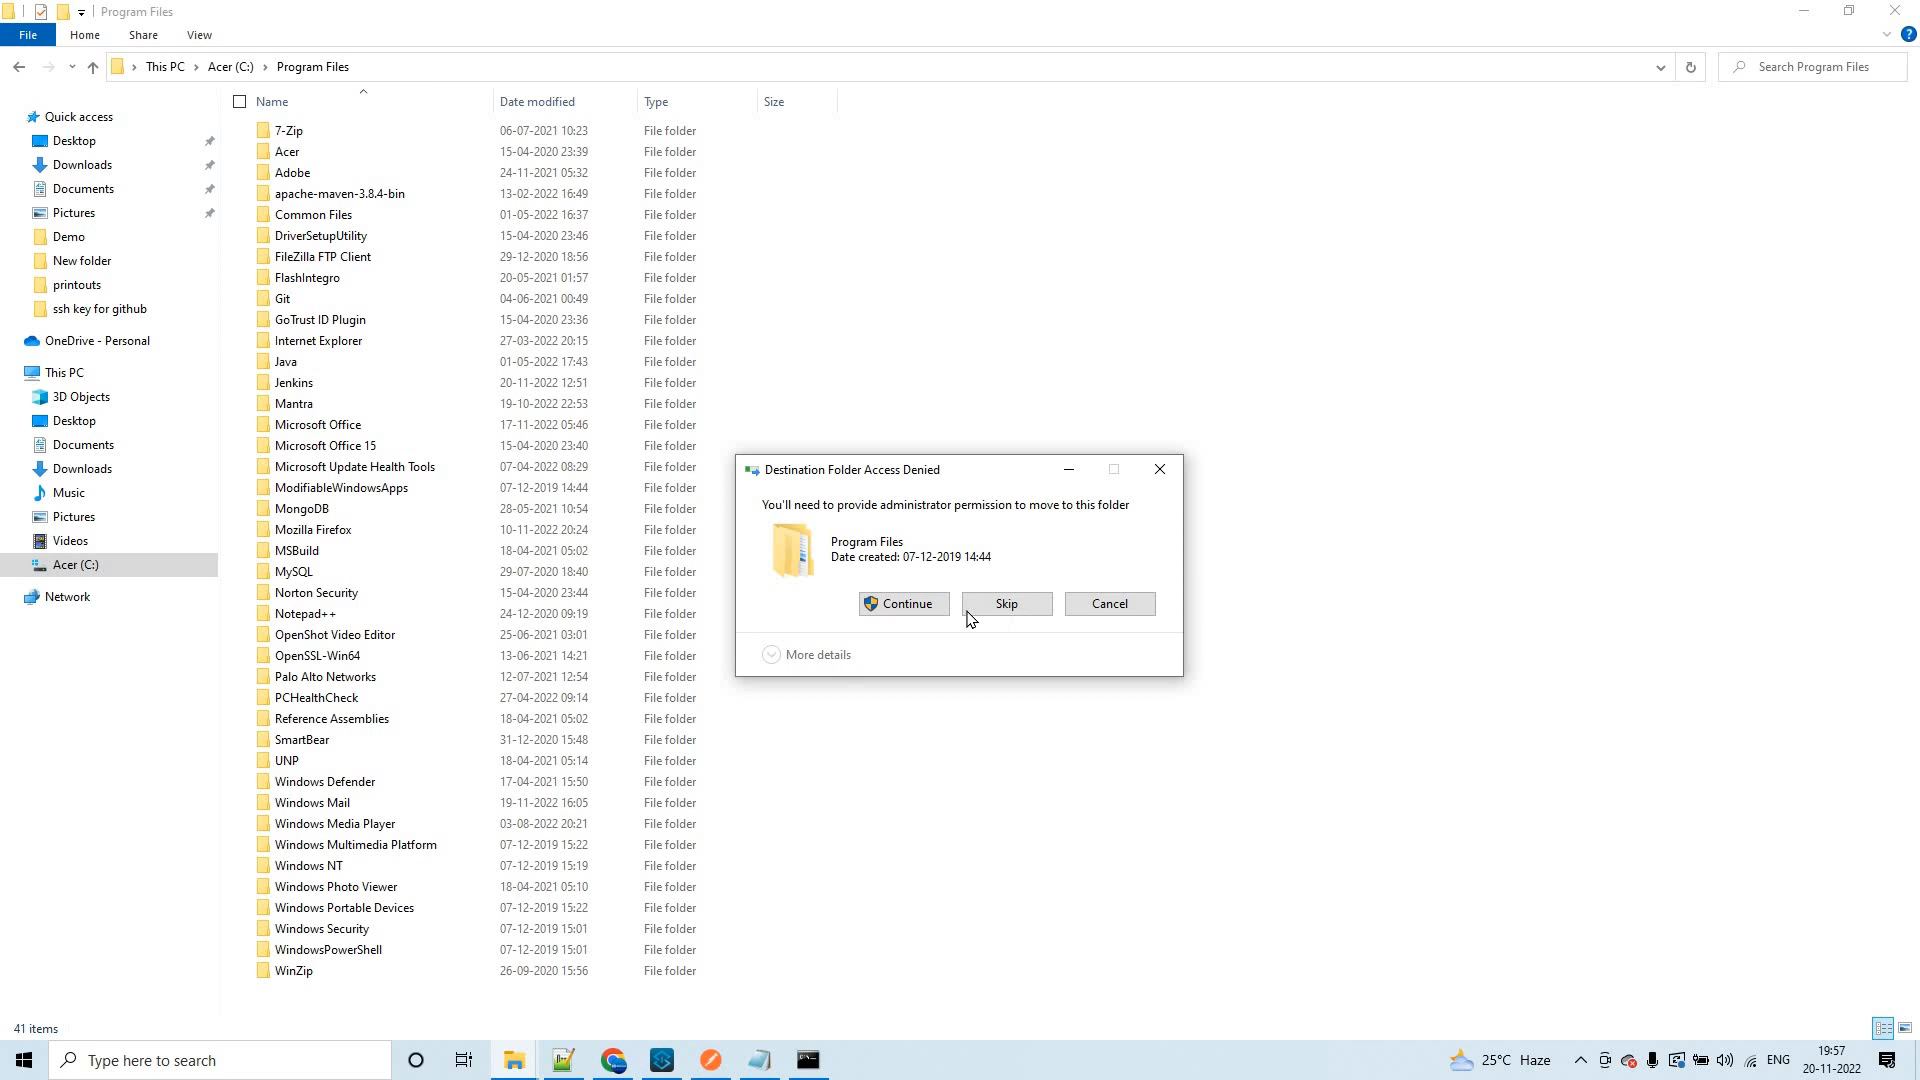 Program Files
File Home Share View
This PC Acer (C:) Program Files
Search Program Files
Name Date modified Type Size
Quick access
Desktop
Downloads
Documents
Pictures
Demo
New folder
printouts
ssh key for github
OneDrive - Personal
This PC
3D Objects
Desktop
Documents
Downloads
Music
Pictures
Videos
Acer (C:)
Network
7-Zip 06-07-2021 10:23 File folder
Acer 15-04-2020 23:39 File folder
Adobe 24-11-2021 05:32 File folder
apache-maven-3.8.4-bin 13-02-2022 16:49 File folder
Common Files 01-05-2022 16:37 File folder
DriverSetupUtility 15-04-2020 23:46 File folder
FileZilla FTP Client 29-12-2020 18:56 File folder
FlashIntegro 20-05-2021 01:57 File folder
Git 04-06-2021 00:49 File folder
GoTrust ID Plugin 15-04-2020 23:36 File folder
Internet Explorer 27-03-2022 20:15 File folder
Java 01-05-2022 17:43 File folder
Jenkins 20-11-2022 12:51 File folder
Mantra 19-10-2022 22:53 File folder
Microsoft Office 17-11-2022 05:46 File folder
Microsoft Office 15 15-04-2020 23:40 File folder
Microsoft Update Health Tools 07-04-2022 08:29 File folder
ModifiableWindowsApps 07-12-2019 14:44 File folder
MongoDB 28-05-2021 10:54 File folder
Mozilla Firefox 10-11-2022 20:24 File folder
MSBuild 18-04-2021 05:02 File folder
MySQL 29-07-2020 18:40 File folder
Norton Security 15-04-2020 23:44 File folder
Notepad++ 24-12-2020 09:19 File folder
OpenShot Video Editor 25-06-2021 03:01 File folder
OpenSSL-Win64 13-06-2021 14:21 File folder
Palo Alto Networks 12-07-2021 12:54 File folder
PCHealthCheck 27-04-2022 09:14 File folder
Reference Assemblies 18-04-2021 05:02 File folder
SmartBear 31-12-2020 15:48 File folder
UNP 18-04-2021 05:14 File folder
Windows Defender 17-04-2021 15:50 File folder
Windows Mail 19-11-2022 16:05 File folder
Windows Media Player 03-08-2022 20:21 File folder
Windows Multimedia Platform 07-12-2019 15:22 File folder
Windows NT 07-12-2019 15:19 File folder
Windows Photo Viewer 18-04-2021 05:10 File folder
Windows Portable Devices 07-12-2019 15:22 File folder
Windows Security 07-12-2019 15:01 File folder
WindowsPowerShell 07-12-2019 15:01 File folder
WinZip 26-09-2020 15:56 File folder
Destination Folder Access Denied
You'll need to provide administrator permission to move to this folder
Program Files
Date created: 07-12-2019 14:44
Continue Skip Cancel
More details
41 items
Type here to search
25°C Haze
ENG
19:57
20-11-2022